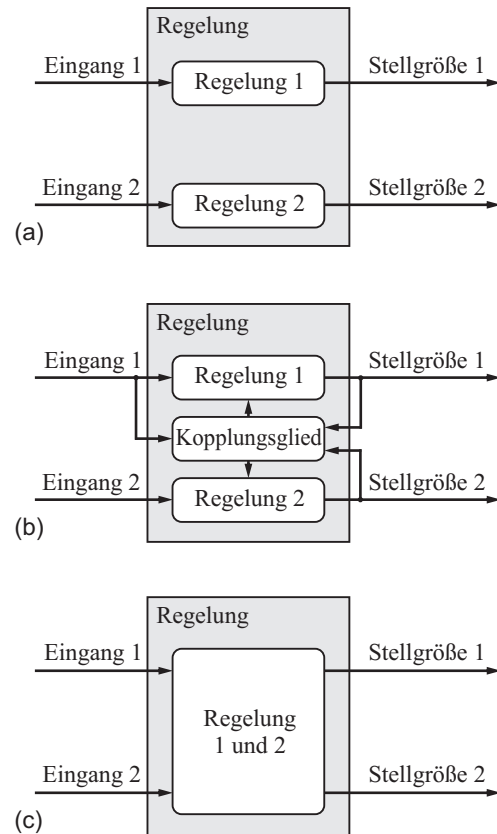 Regelung
Eingang 1
Regelung 1
Stellgröße 1
Eingang 2
Regelung 2
Stellgröße 2
(a)
Regelung
Eingang 1
Regelung 1
Stellgröße 1
Kopplungsglied
Eingang 2
Regelung 2
Stellgröße 2
(b)
Regelung
Eingang 1
Stellgröße 1
Regelung
1 und 2
Eingang 2
Stellgröße 2
(c)